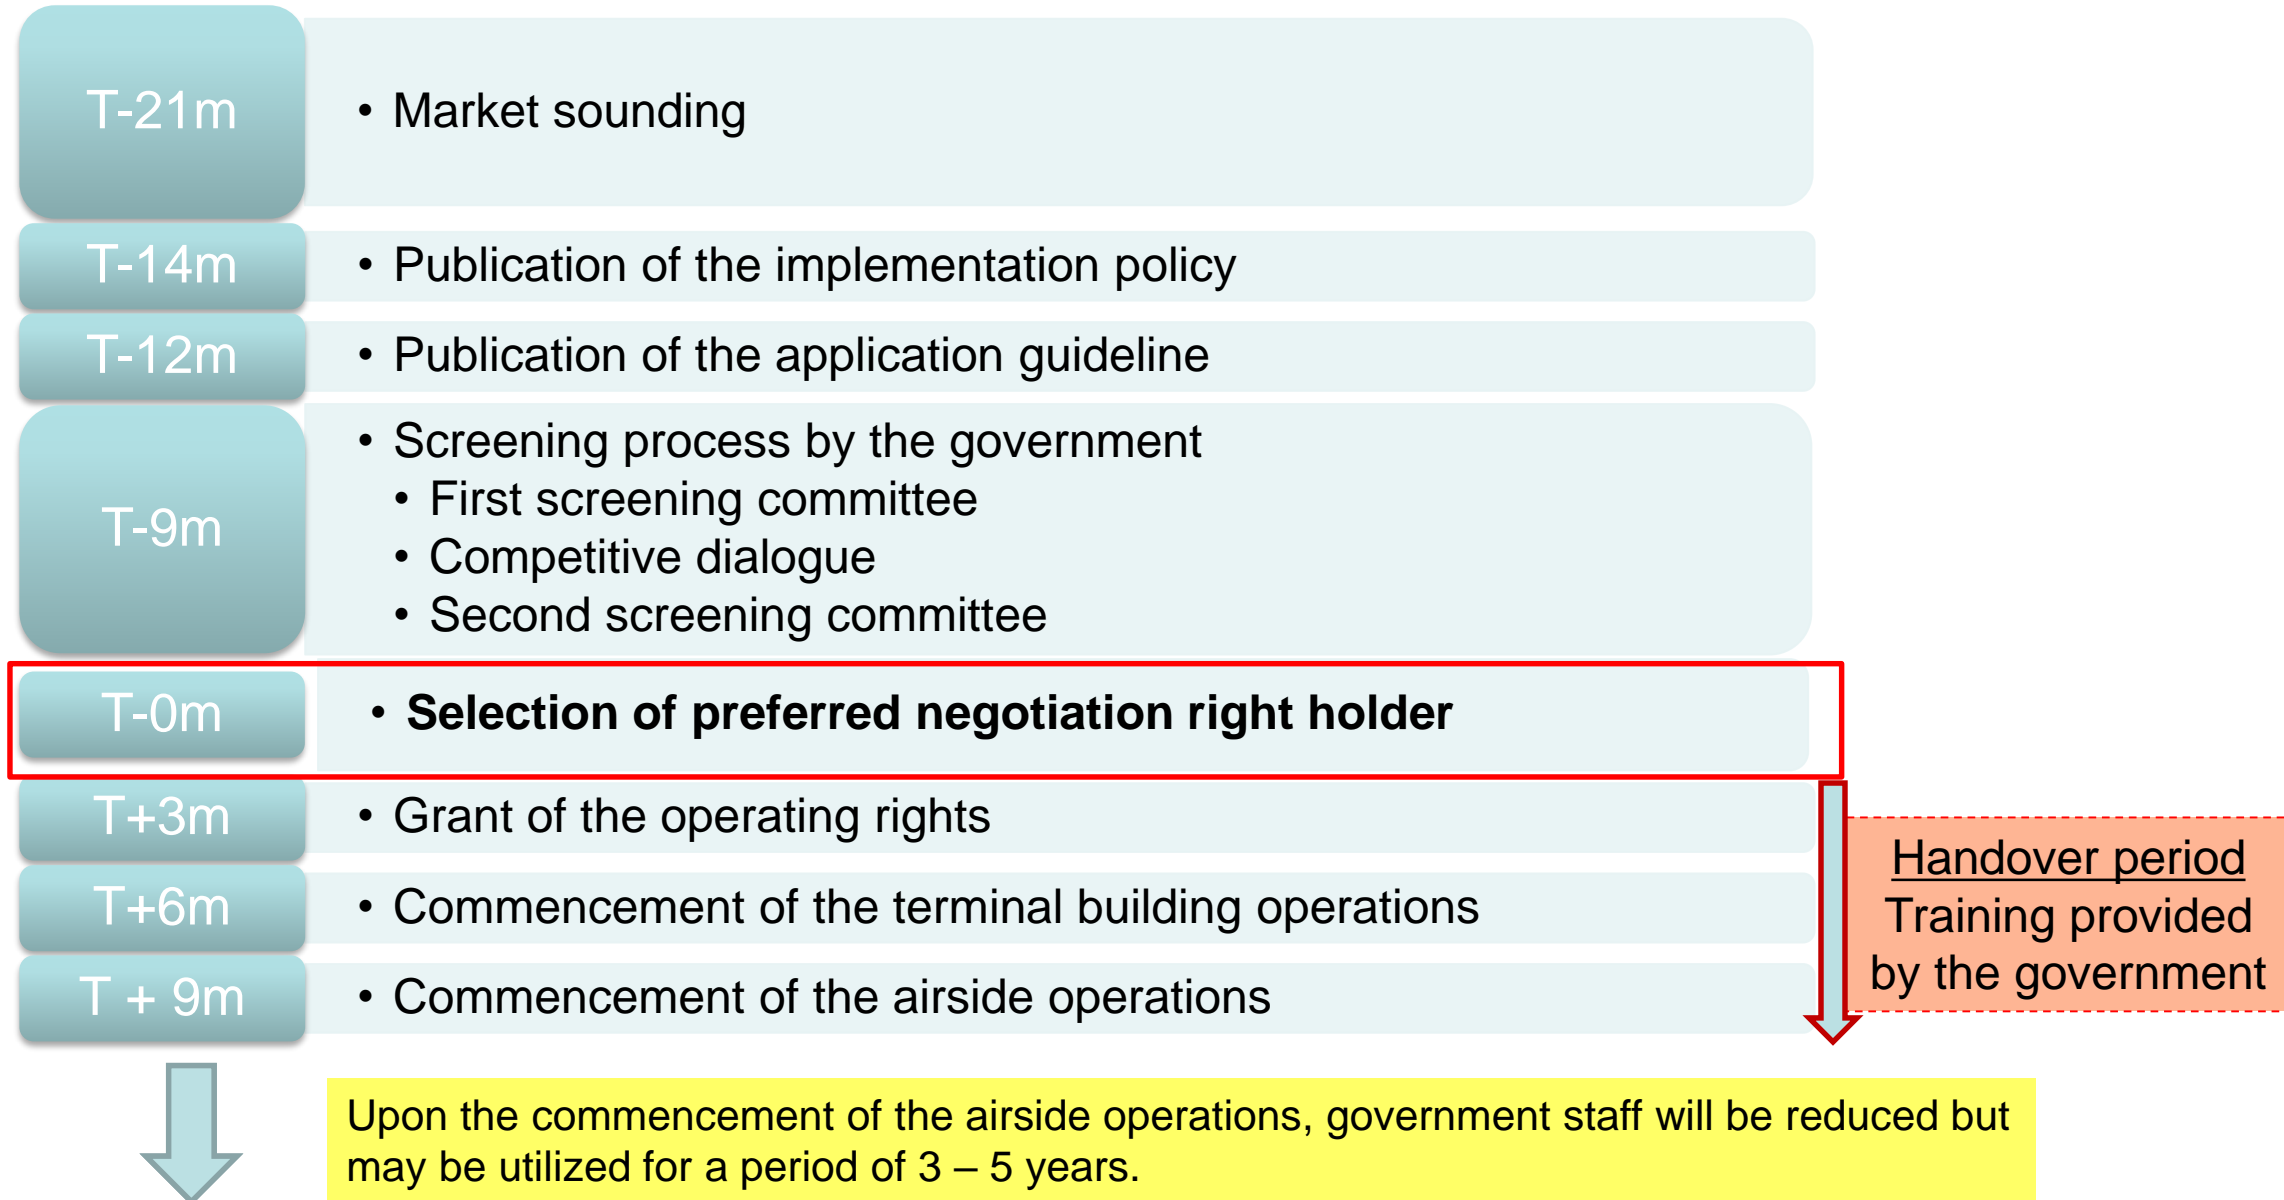 T-21m
• Market sounding
T-14m
• Publication of the implementation policy
T-12m
• Publication of the application guideline
T-9m
• Screening process by the government
• First screening committee
• Competitive dialogue
• Second screening committee
T-0m
• Selection of preferred negotiation right holder
T+3m
• Grant of the operating rights
T+6m
• Commencement of the terminal building operations
T + 9m
• Commencement of the airside operations
Handover period
Training provided
by the government
Upon the commencement of the airside operations, government staff will be reduced but
may be utilized for a period of 3 – 5 years.